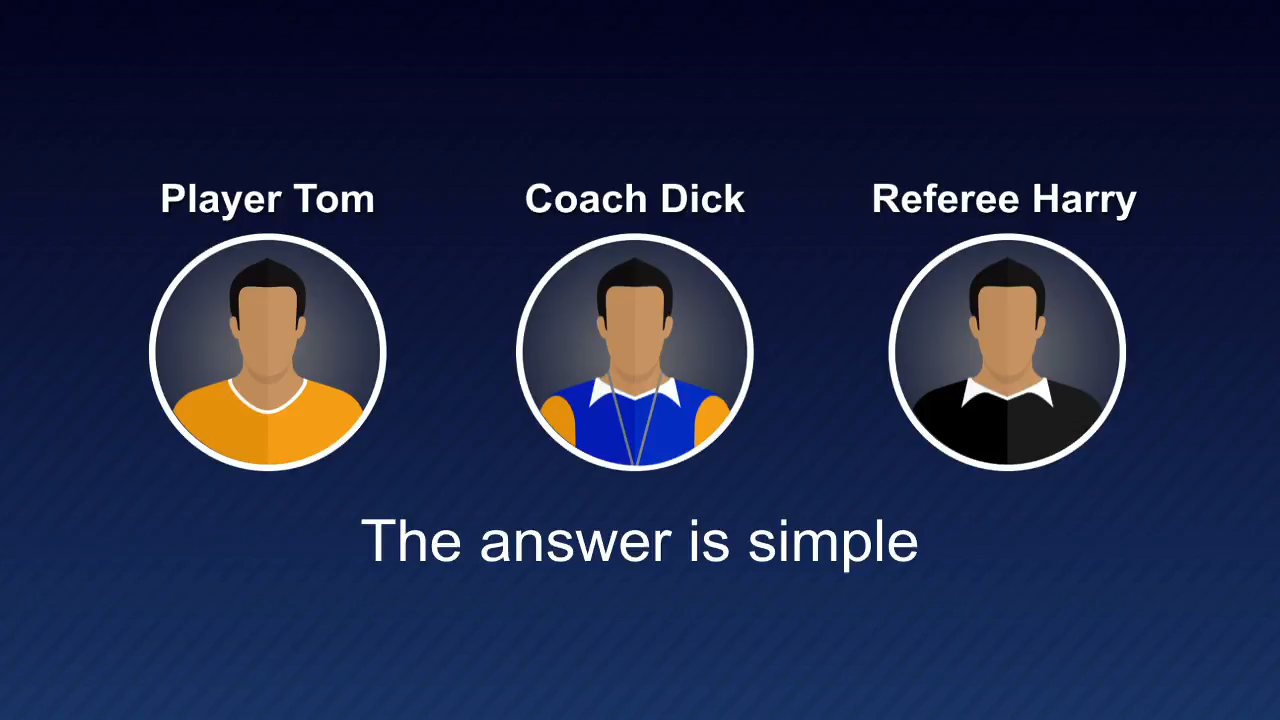 Player Tom
Coach Dick
Referee Harry
The answer is simple